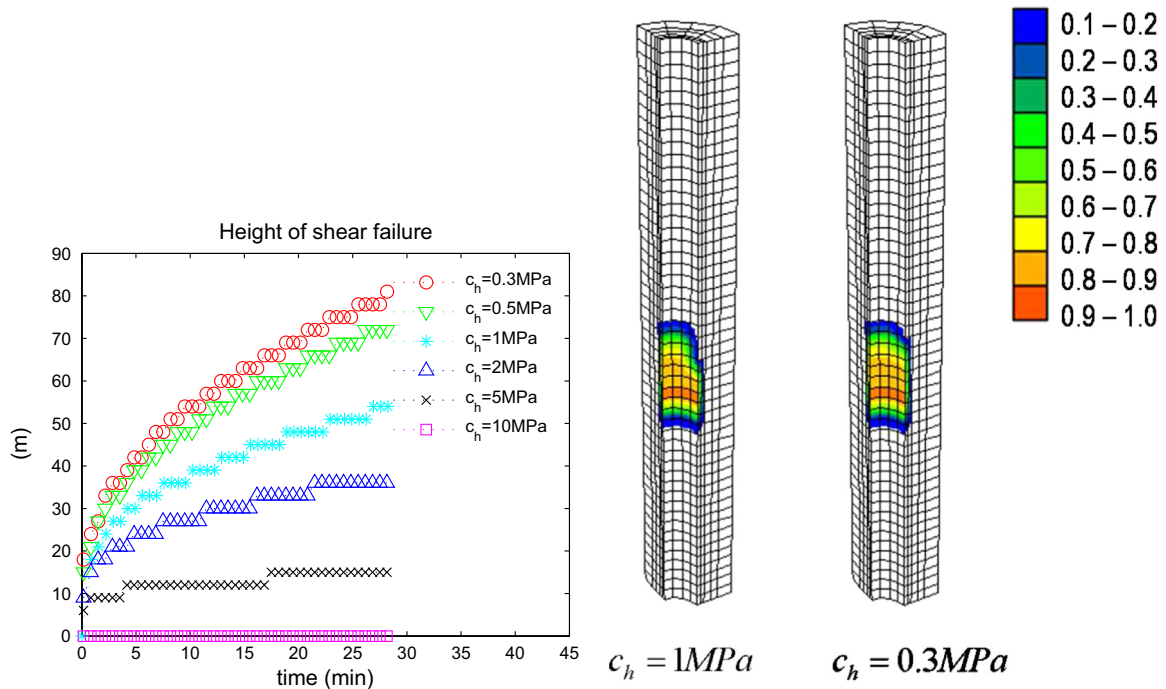 Height of shear failure
90
80
70
60
50
40
30
20
10
0
(m)
0 5 10 15 20 25 30 35 40 45
time (min)
c_h=0.3MPa
c_h=0.5MPa
c_h=1MPa
c_h=2MPa
c_h=5MPa
c_h=10MPa
c_h = 1MPa
c_h = 0.3MPa
0.1 – 0.2
0.2 – 0.3
0.3 – 0.4
0.4 – 0.5
0.5 – 0.6
0.6 – 0.7
0.7 – 0.8
0.8 – 0.9
0.9 – 1.0